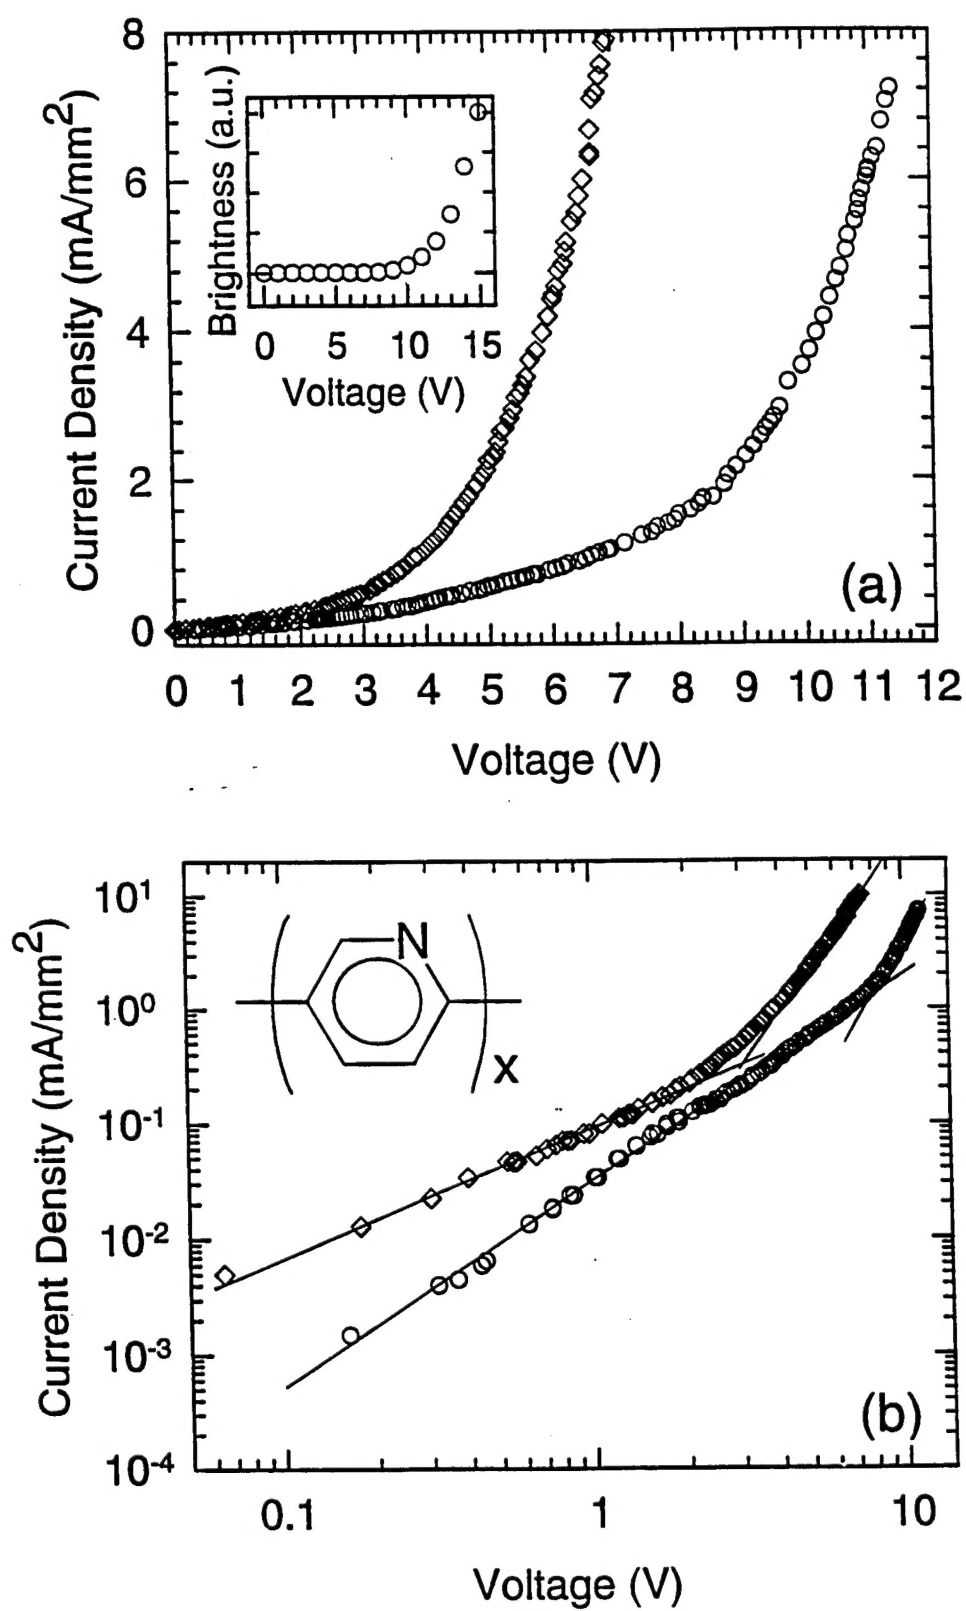 8
6
4
2
0
Current Density (mA/mm2)
0 1 2 3 4 5 6 7 8 9 10 11 12
Voltage (V)
Brightness (a.u.)
0 5 10 15
Voltage (V)
(a)
10¹
10⁰
10⁻¹
10⁻²
10⁻³
10⁻⁴
Current Density (mA/mm2)
N
x
(b)
0.1 1 10
Voltage (V)